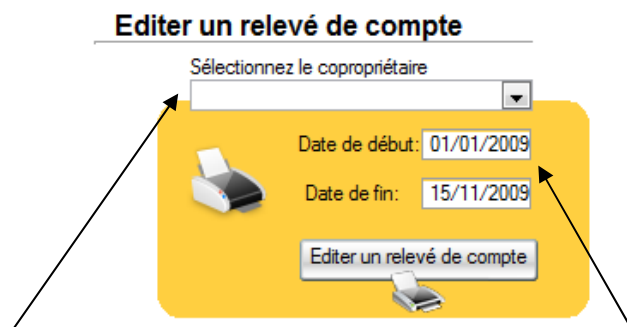 Editer un relevé de compte
Sélectionnez le copropriétaire
Date de début: 01/01/2009
Date de fin: 15/11/2009
Editer un relevé de compte